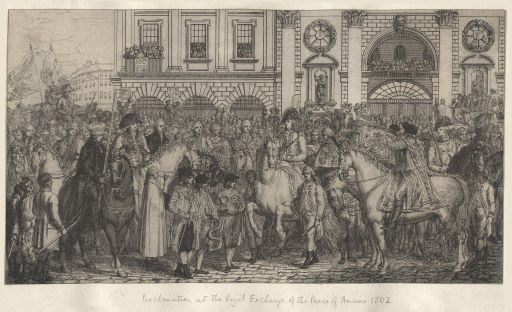 Proclamation at the Royal Exchange of the Peace of Amiens 1802